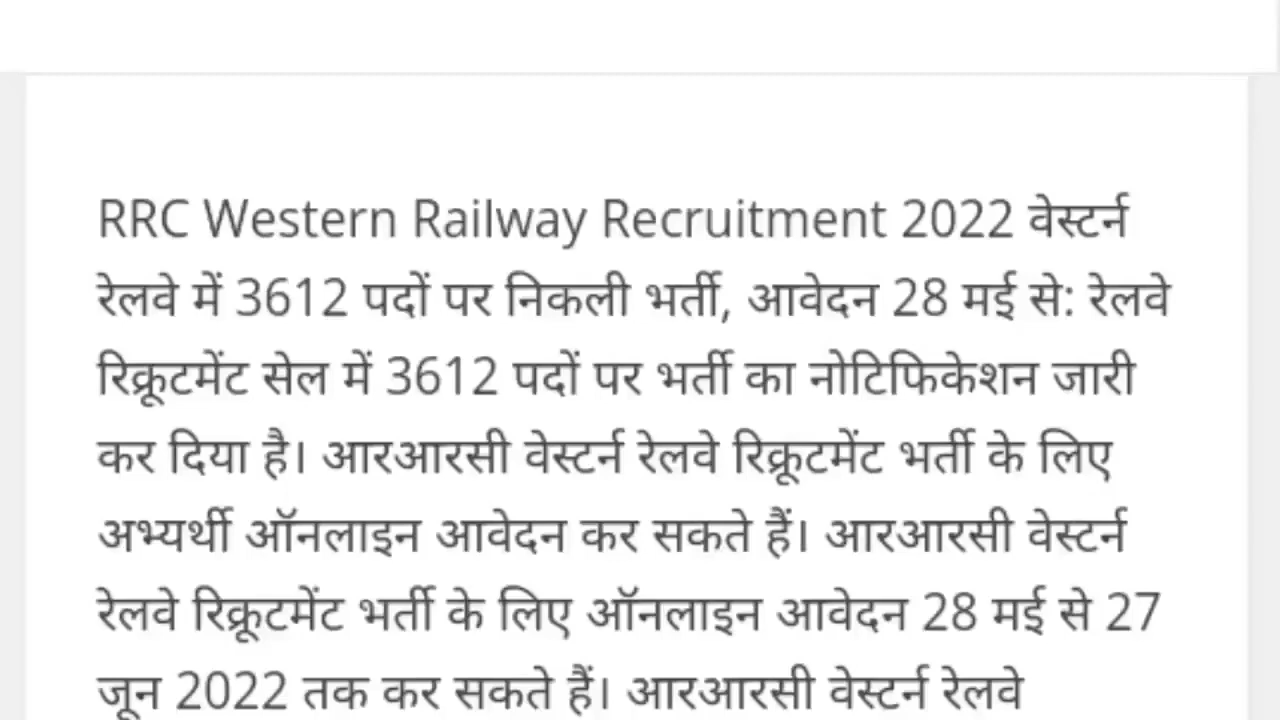 RRC Western Railway Recruitment 2022 वेस्टर्न
रेलवे में 3612 पदों पर निकली भर्ती, आवेदन 28 मई से: रेलवे
रिक्रूटमेंट सेल में 3612 पदों पर भर्ती का नोटिफिकेशन जारी
कर दिया है। आरआरसी वेस्टर्न रेलवे रिक्रूटमेंट भर्ती के लिए
अभ्यर्थी ऑनलाइन आवेदन कर सकते हैं। आरआरसी वेस्टर्न
रेलवे रिक्रूटमेंट भर्ती के लिए ऑनलाइन आवेदन 28 मई से 27
जून 2022 तक कर सकते हैं। आरआरसी वेस्टर्न रेलवे